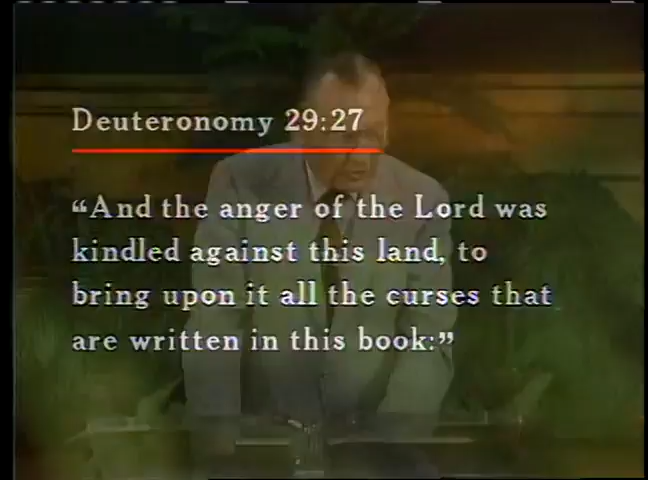 Deuteronomy 29:27
“And the anger of the Lord was
kindled against this land, to
bring upon it all the curses that
are written in this book:”